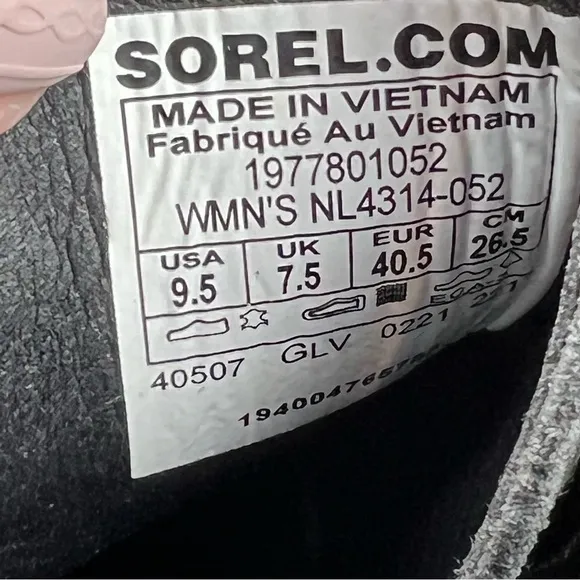 SOREL.COM
MADE IN VIETNAM
Fabriqué Au Vietnam
1977801052
WMN'S NL4314-052
USA UK EUR CM
9.5 7.5 40.5 26.5
40507 GLV 0221